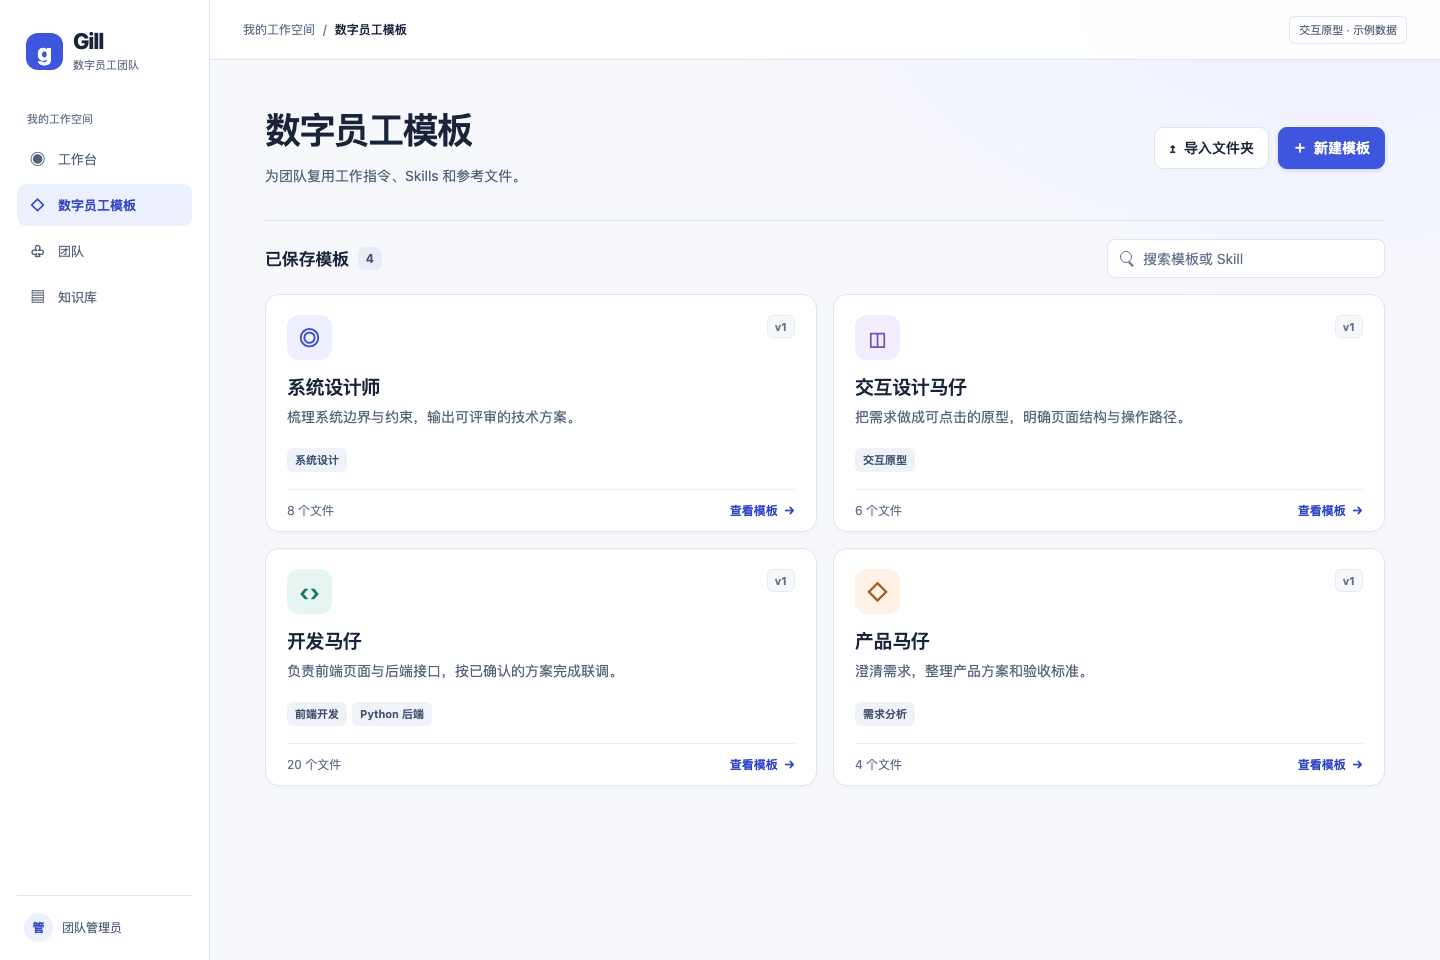 g
Gill
数字员工团队
我的工作空间
工作台
数字员工模板
团队
知识库
管
团队管理员
我的工作空间 / 数字员工模板
交互原型 · 示例数据
数字员工模板
为团队复用工作指令、Skills 和参考文件。
↥ 导入文件夹
+ 新建模板
已保存模板 4
搜索模板或 Skill
v1
系统设计师
梳理系统边界与约束，输出可评审的技术方案。
系统设计
8 个文件
查看模板 →
v1
交互设计马仔
把需求做成可点击的原型，明确页面结构与操作路径。
交互原型
6 个文件
查看模板 →
v1
开发马仔
负责前端页面与后端接口，按已确认的方案完成联调。
前端开发 Python 后端
20 个文件
查看模板 →
v1
产品马仔
澄清需求，整理产品方案和验收标准。
需求分析
4 个文件
查看模板 →